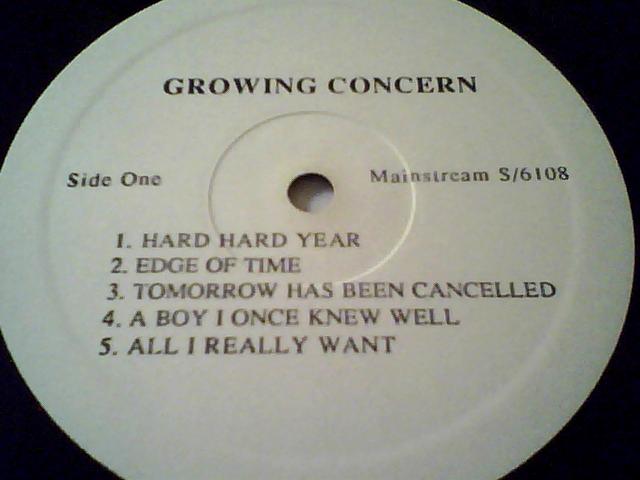 GROWING CONCERN
Side One
Mainstream S/6108
1. HARD HARD YEAR
2. EDGE OF TIME
3. TOMORROW HAS BEEN CANCELLED
4. A BOY I ONCE KNEW WELL
5. ALL I REALLY WANT